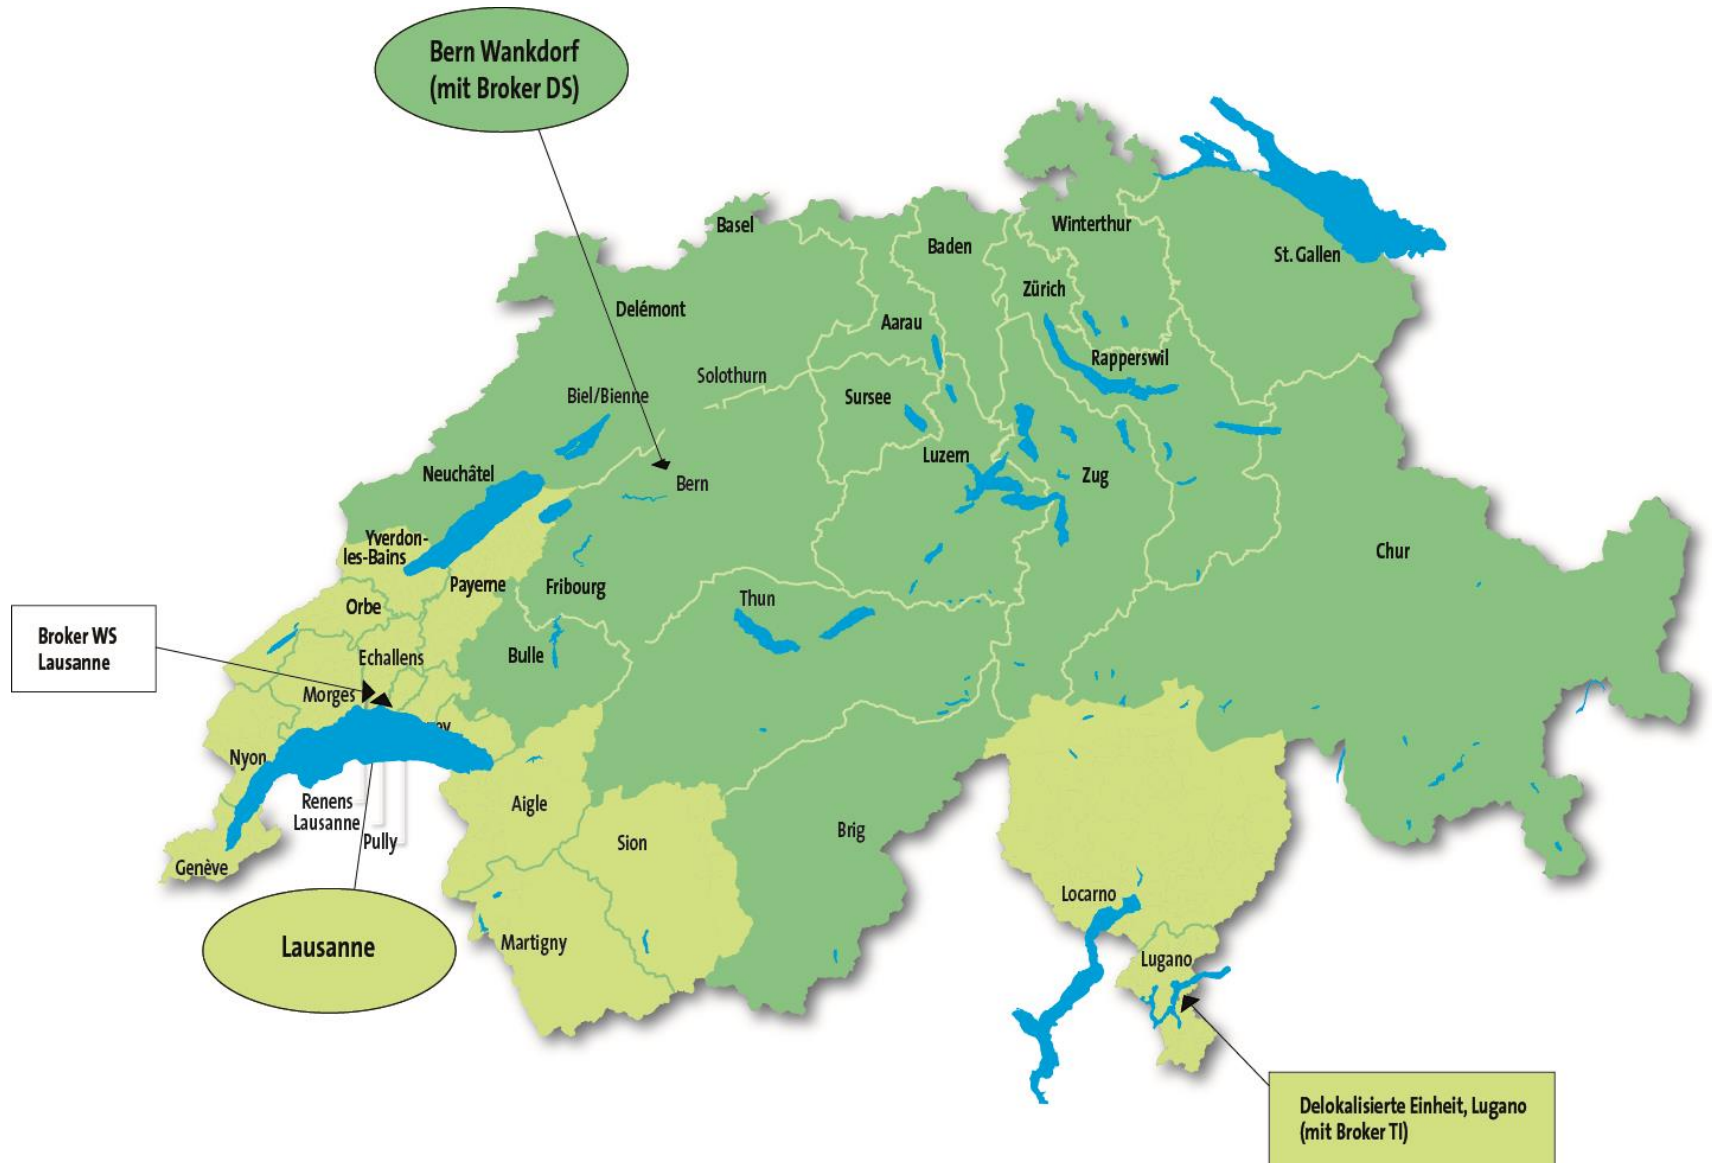 Bern Wankdorf
(mit Broker DS)
Basel
Winterthur
Baden
St. Gallen
Zürich
Delémont
Aarau
Rapperswil
Solothurn
Biel/Bienne
Sursee
Luzern
Neuchâtel
Zug
Bern
Yverdon-
les-Bains
Chur
Payerne
Fribourg
Thun
Orbe
Broker WS
Lausanne
Echallens
Bulle
Morges
Nyon
Renens
Lausanne
Pully
Aigle
Sion
Brig
Genève
Locarno
Lausanne
Martigny
Lugano
Delokalisierte Einheit, Lugano
(mit Broker TI)